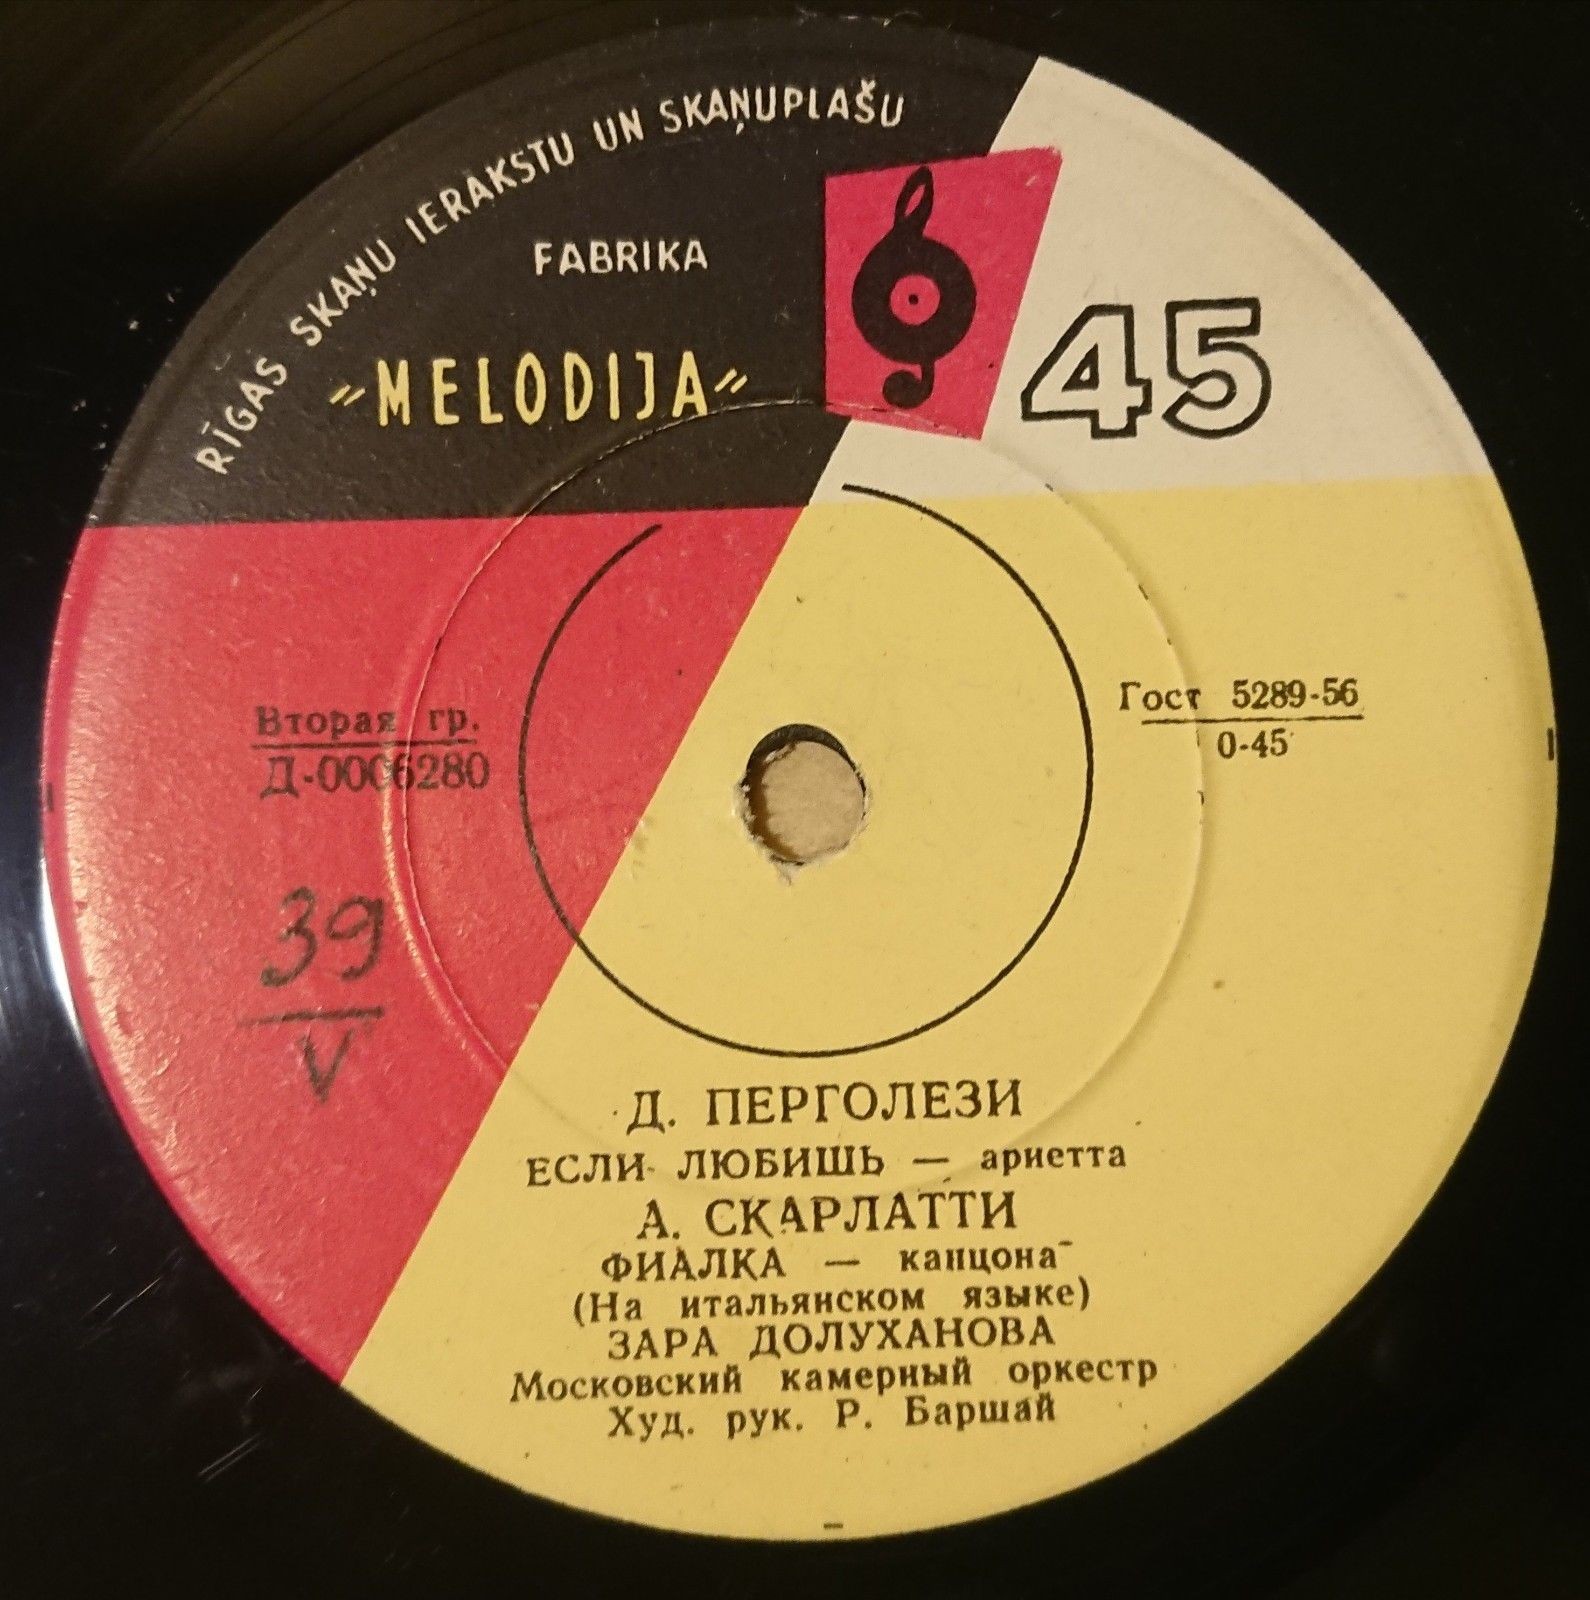 RĪGAS SKAŅU IERAKSTU UN SKAŅUPLAŠU
FABRIKA
"MELODIJA"
45
Вторая гр.
Д-0006280
Гост 5289-56
0-45
39
V
Д. ПЕРГОЛЕЗИ
ЕСЛИ ЛЮБИШЬ — ариетта
А. СКАРЛАТТИ
ФИАЛКА — канцона
(На итальянском языке)
ЗАРА ДОЛУХАНОВА
Московский камерный оркестр
Худ. рук. Р. Баршай